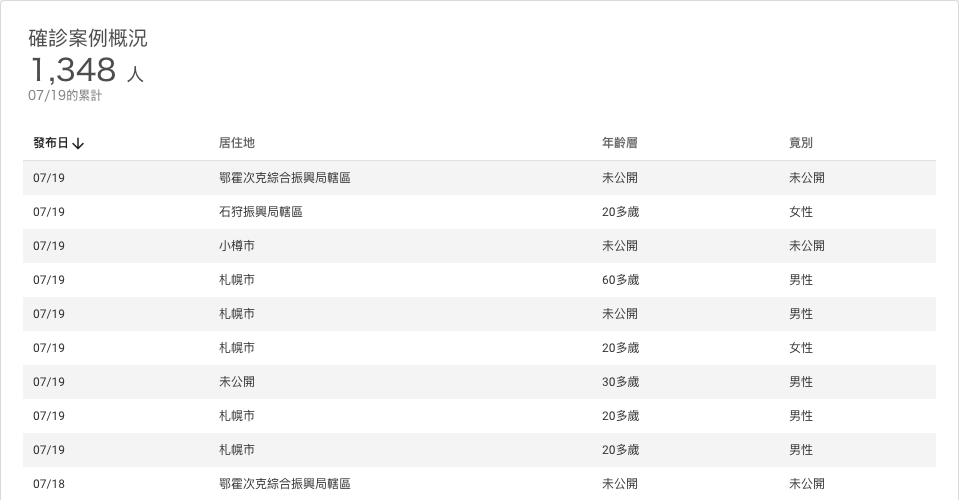 確診案例概況
1,348 人
07/19的累計
發布日↓ 居住地 年齡層 竟別
07/19 鄂霍次克綜合振興局轄區 未公開 未公開
07/19 石狩振興局轄區 20多歲 女性
07/19 小樽市 未公開 未公開
07/19 札幌市 60多歲 男性
07/19 札幌市 未公開 男性
07/19 札幌市 20多歲 女性
07/19 未公開 30多歲 男性
07/19 札幌市 20多歲 男性
07/19 札幌市 20多歲 男性
07/18 鄂霍次克綜合振興局轄區 未公開 未公開